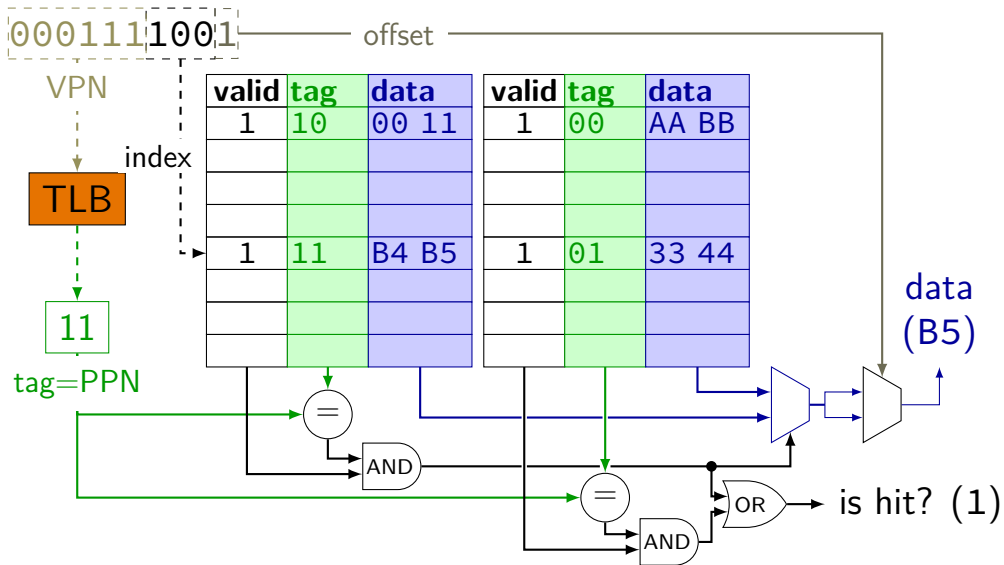 0001111001
offset
VPN
index
TLB
11
tag=PPN
valid tag data
1 10 00 11
1 11 B4 B5
valid tag data
1 00 AA BB
1 01 33 44
=
AND
=
AND
OR
data
(B5)
is hit? (1)